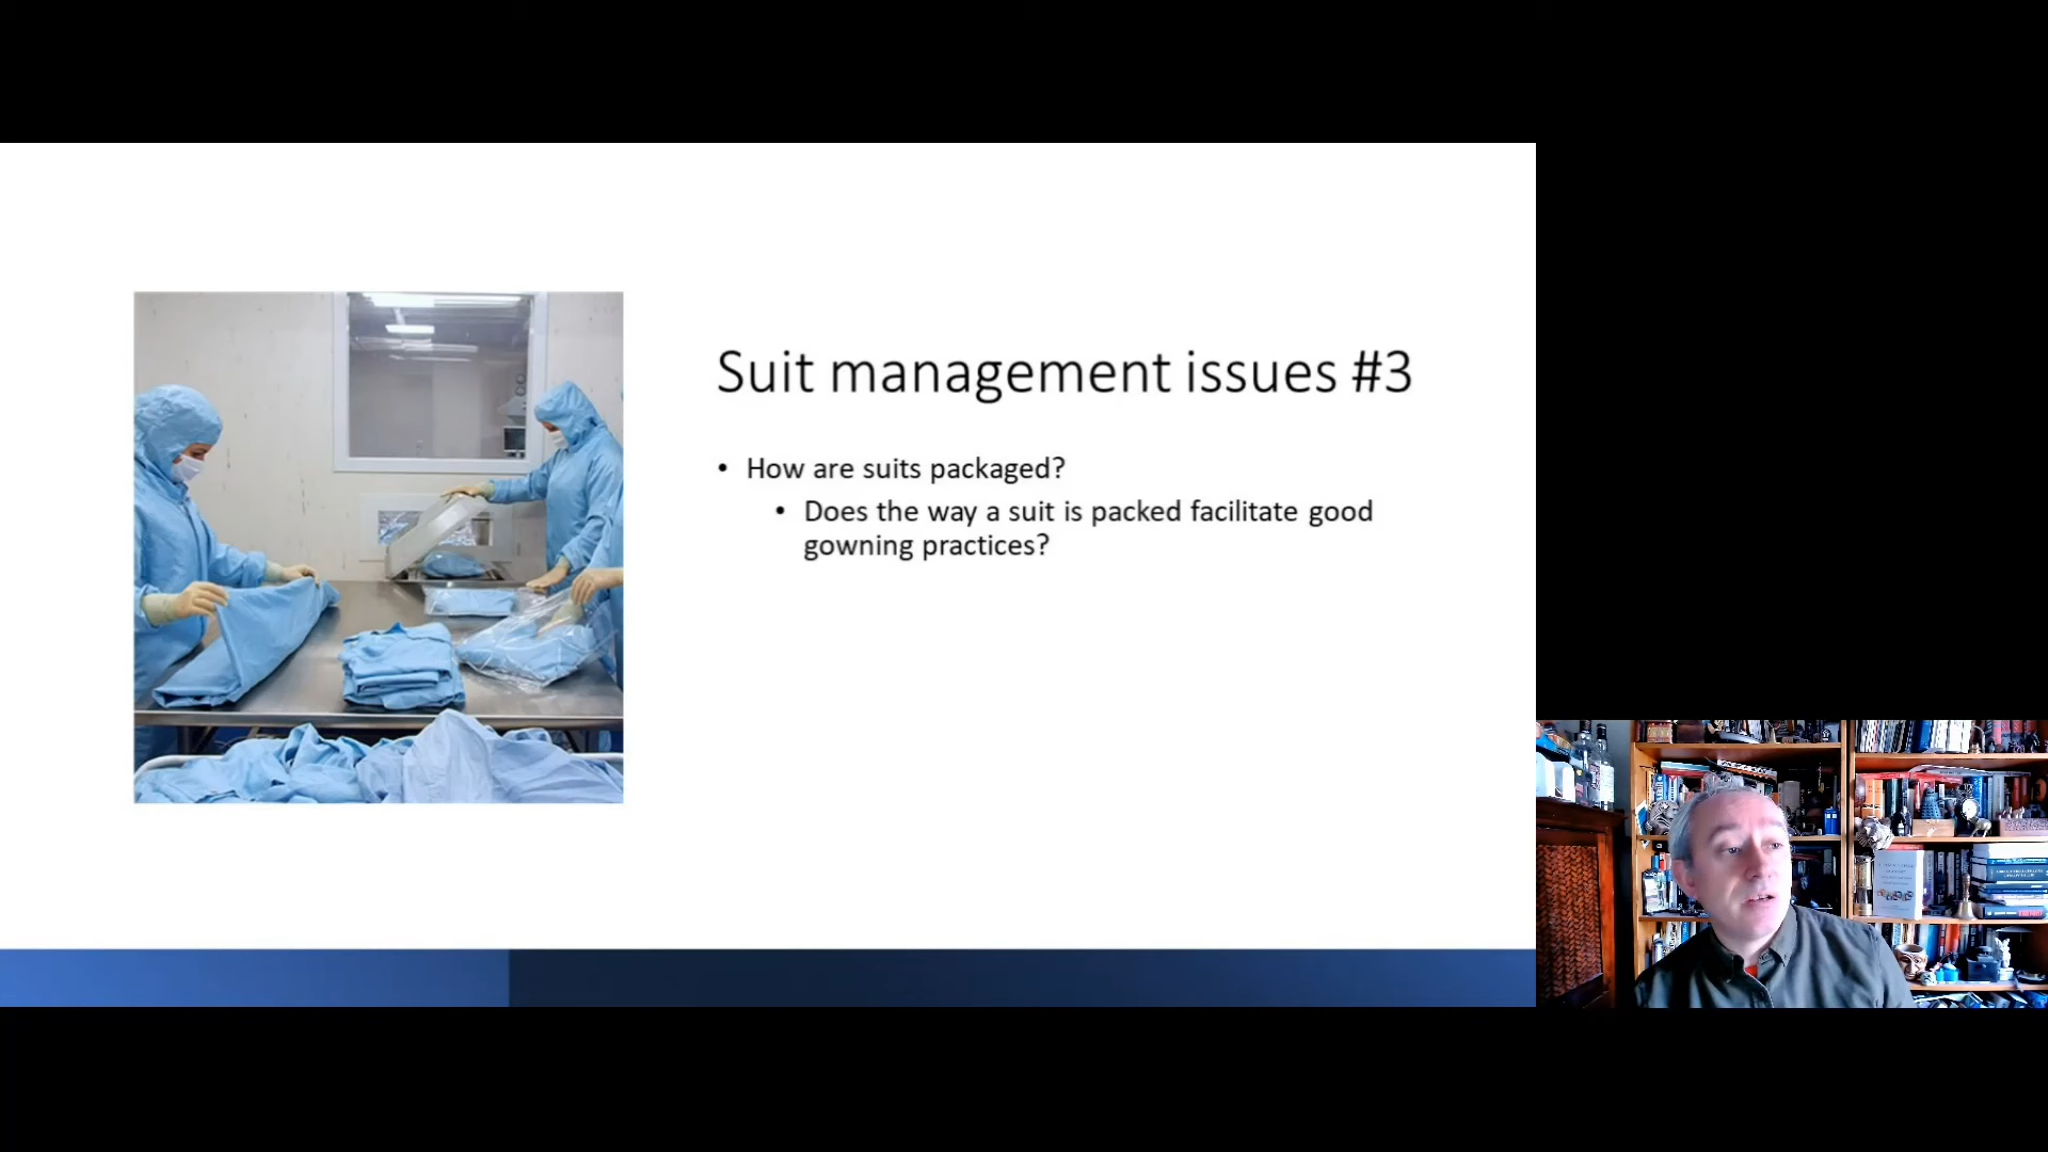 Suit management issues #3
• How are suits packaged?
• Does the way a suit is packed facilitate good
gowning practices?